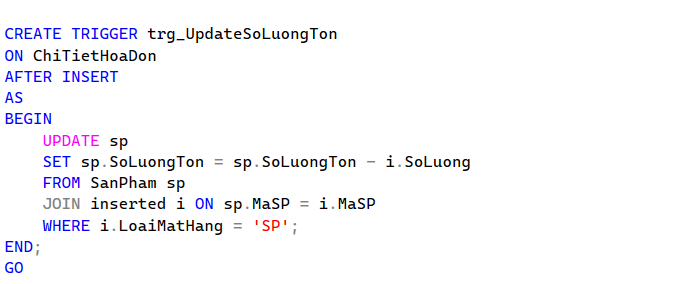 CREATE TRIGGER trg_UpdateSoLuongTon
ON ChiTietHoaDon
AFTER INSERT
AS
BEGIN
    UPDATE sp
    SET sp.SoLuongTon = sp.SoLuongTon - i.SoLuong
    FROM SanPham sp
    JOIN inserted i ON sp.MaSP = i.MaSP
    WHERE i.LoaiMatHang = 'SP';
END;
GO